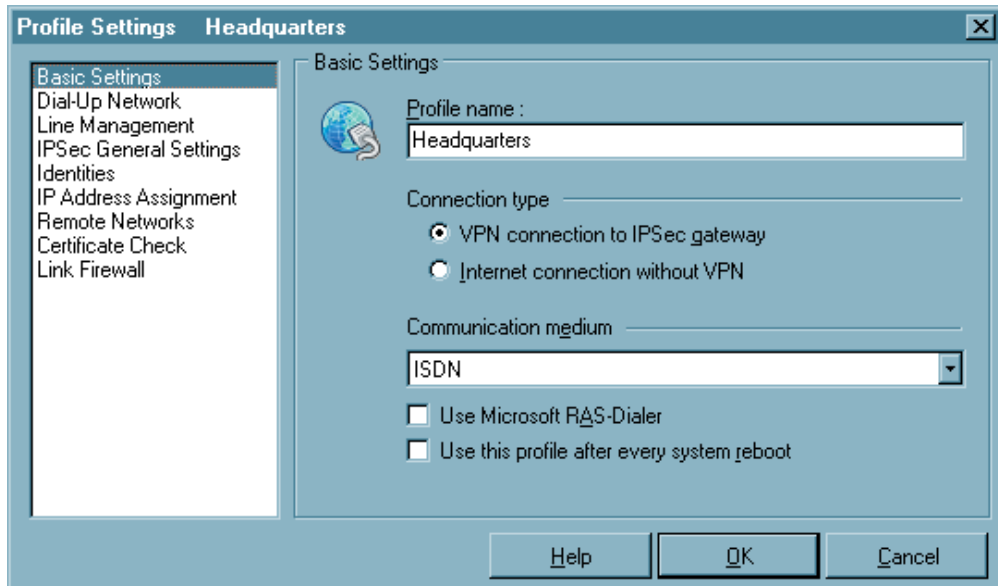 Profile Settings Headquarters
Basic Settings
Dial-Up Network
Line Management
IPSec General Settings
Identities
IP Address Assignment
Remote Networks
Certificate Check
Link Firewall
Basic Settings
Profile name :
Headquarters
Connection type
VPN connection to IPSec gateway
Internet connection without VPN
Communication medium
ISDN
Use Microsoft RAS-Dialer
Use this profile after every system reboot
Help OK Cancel